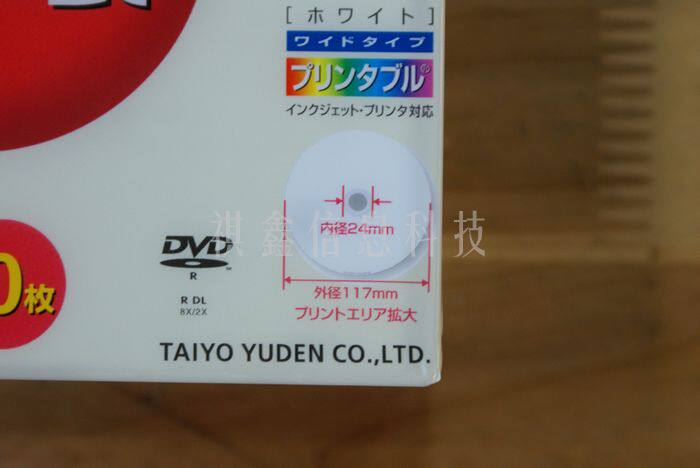 [ホワイト]
ワイドタイプ
プリンタブル®
インクジェット・プリンタ対応
内径24mm
祺鑫信息科技
DVD
R
R DL
8X/2X
0枚
外径117mm
プリントエリア拡大
TAIYO YUDEN CO.,LTD.